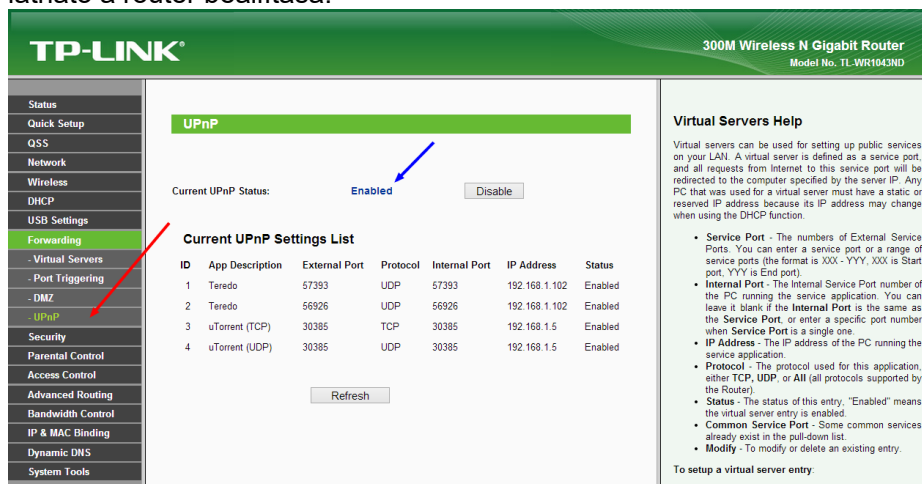 látható a router beállítása:
TP-LINK®
300M Wireless N Gigabit Router
Model No. TL-WR1043ND
Status
Quick Setup
QSS
Network
Wireless
DHCP
USB Settings
Forwarding
- Virtual Servers
- Port Triggering
- DMZ
- UPnP
Security
Parental Control
Access Control
Advanced Routing
Bandwidth Control
IP & MAC Binding
Dynamic DNS
System Tools
UPnP
Current UPnP Status: Enabled Disable
Current UPnP Settings List
ID App Description External Port Protocol Internal Port IP Address Status
1 Teredo 57393 UDP 57393 192.168.1.102 Enabled
2 Teredo 56926 UDP 56926 192.168.1.102 Enabled
3 uTorrent (TCP) 30385 TCP 30385 192.168.1.5 Enabled
4 uTorrent (UDP) 30385 UDP 30385 192.168.1.5 Enabled
Refresh
Virtual Servers Help
Virtual servers can be used for setting up public services
on your LAN. A virtual server is defined as a service port,
and all requests from Internet to this service port will be
redirected to the computer specified by the server IP. Any
PC that was used for a virtual server must have a static or
reserved IP address because its IP address may change
when using the DHCP function.
• Service Port - The numbers of External Service
Ports. You can enter a service port or a range of
service ports (the format is XXX - YYY, XXX is Start
port, YYY is End port).
• Internal Port - The Internal Service Port number of
the PC running the service application. You can
leave it blank if the Internal Port is the same as
the Service Port, or enter a specific port number
when Service Port is a single one.
• IP Address - The IP address of the PC running the
service application.
• Protocol - The protocol used for this application,
either TCP, UDP, or All (all protocols supported by
the Router).
• Status - The status of this entry, "Enabled" means
the virtual server entry is enabled.
• Common Service Port - Some common services
already exist in the pull-down list.
• Modify - To modify or delete an existing entry.
To setup a virtual server entry: